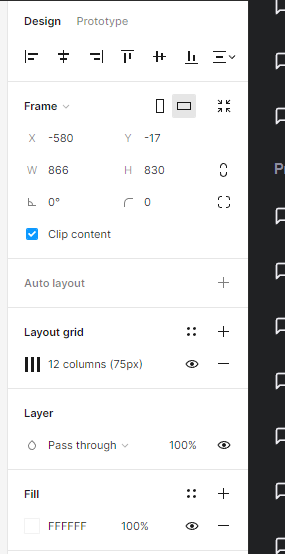 Design Prototype
Frame
X -580 Y -17
W 866 H 830
0° 0
Clip content
Auto layout
Layout grid
12 columns (75px)
Layer
Pass through 100%
Fill
FFFFFF 100%